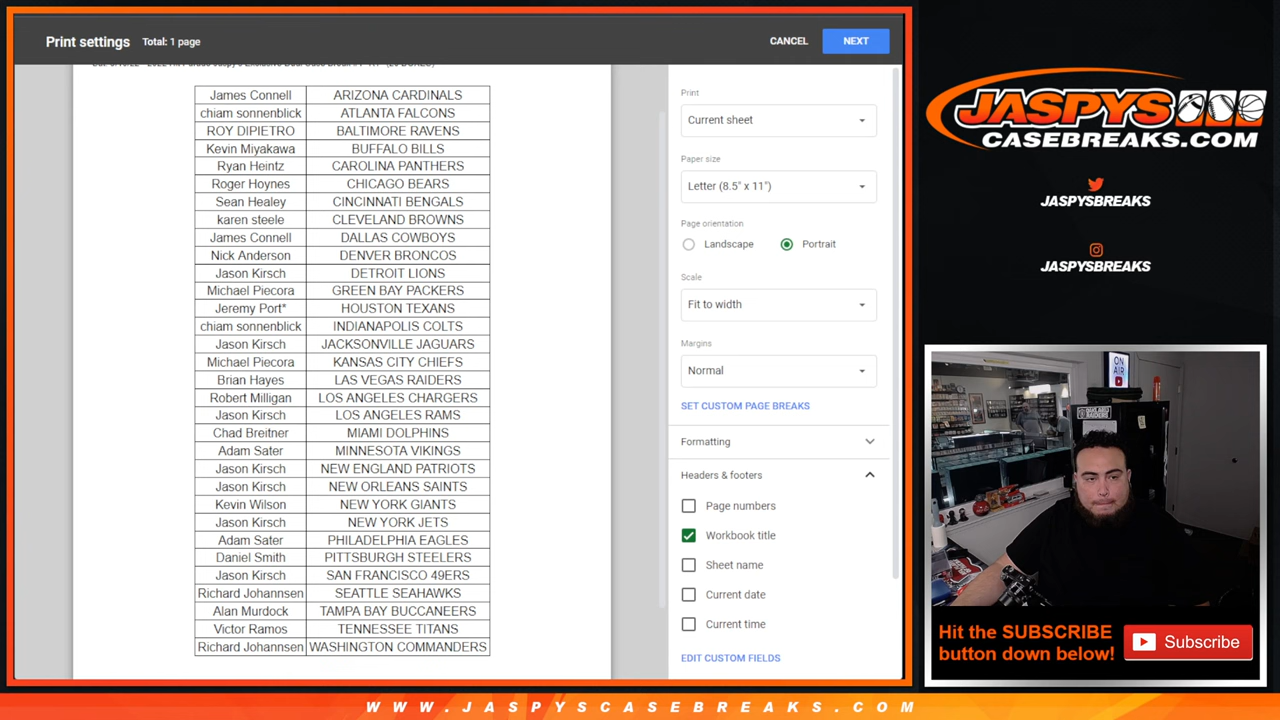 Print settings Total: 1 page
CANCEL NEXT
James Connell ARIZONA CARDINALS
chiam sonnenblick ATLANTA FALCONS
ROY DIPIETRO BALTIMORE RAVENS
Kevin Miyakawa BUFFALO BILLS
Ryan Heintz CAROLINA PANTHERS
Roger Hoynes CHICAGO BEARS
Sean Healey CINCINNATI BENGALS
karen steele CLEVELAND BROWNS
James Connell DALLAS COWBOYS
Nick Anderson DENVER BRONCOS
Jason Kirsch DETROIT LIONS
Michael Piecora GREEN BAY PACKERS
Jeremy Port* HOUSTON TEXANS
chiam sonnenblick INDIANAPOLIS COLTS
Jason Kirsch JACKSONVILLE JAGUARS
Michael Piecora KANSAS CITY CHIEFS
Brian Hayes LAS VEGAS RAIDERS
Robert Milligan LOS ANGELES CHARGERS
Jason Kirsch LOS ANGELES RAMS
Chad Breitner MIAMI DOLPHINS
Adam Sater MINNESOTA VIKINGS
Jason Kirsch NEW ENGLAND PATRIOTS
Jason Kirsch NEW ORLEANS SAINTS
Kevin Wilson NEW YORK GIANTS
Jason Kirsch NEW YORK JETS
Adam Sater PHILADELPHIA EAGLES
Daniel Smith PITTSBURGH STEELERS
Jason Kirsch SAN FRANCISCO 49ERS
Richard Johannsen SEATTLE SEAHAWKS
Alan Murdock TAMPA BAY BUCCANEERS
Victor Ramos TENNESSEE TITANS
Richard Johannsen WASHINGTON COMMANDERS
Print
Current sheet
Paper size
Letter (8.5" x 11")
Page orientation
Landscape Portrait
Scale
Fit to width
Margins
Normal
SET CUSTOM PAGE BREAKS
Formatting
Headers & footers
Page numbers
Workbook title
Sheet name
Current date
Current time
EDIT CUSTOM FIELDS
JASPYS
CASEBREAKS.COM
JASPYSBREAKS
JASPYSBREAKS
ON
AIR
Hit the SUBSCRIBE
button down below!
Subscribe
WWW.JASPYSCASEBREAKS.COM